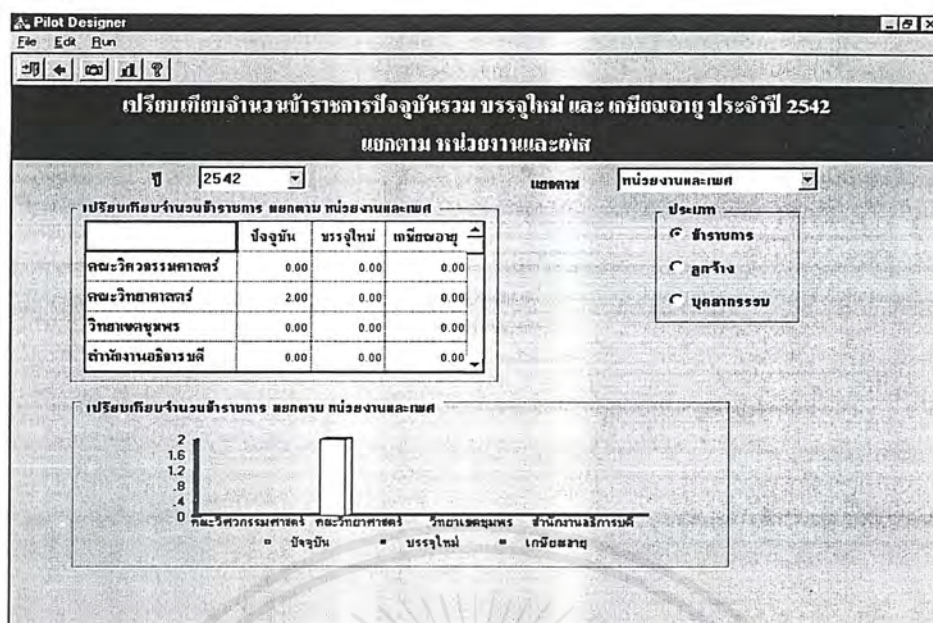 Pilot Designer
File Edit Run
เปรียบเทียบจำนวนข้าราชการปัจจุบันรวม บรรจุใหม่ และ เกษียณอายุ ประจำปี 2542
แยกตาม หน่วยงานและเพศ
ปี 2542 แยกตาม หน่วยงานและเพศ
เปรียบเทียบจำนวนข้าราชการ แยกตาม หน่วยงานและเพศ
ปัจจุบัน บรรจุใหม่ เกษียณอายุ
คณะวิศวกรรมศาสตร์ 0.00 0.00 0.00
คณะวิทยาศาสตร์ 2.00 0.00 0.00
วิทยาเขตชุมพร 0.00 0.00 0.00
สำนักงานอธิการบดี 0.00 0.00 0.00
ประเภท
ข้าราชการ
ลูกจ้าง
บุคลากรรวม
เปรียบเทียบจำนวนข้าราชการ แยกตาม หน่วยงานและเพศ
2
1.6
1.2
.8
.4
0
คณะวิศวกรรมศาสตร์ คณะวิทยาศาสตร์ วิทยาเขตชุมพร สำนักงานอธิการบดี
ปัจจุบัน บรรจุใหม่ เกษียณอายุ